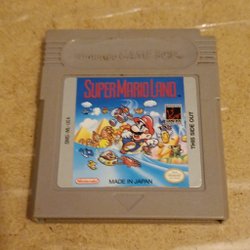 Nintendo GAME BOY
SUPER MARIO LAND
THIS SIDE OUT
Nintendo
MADE IN JAPAN